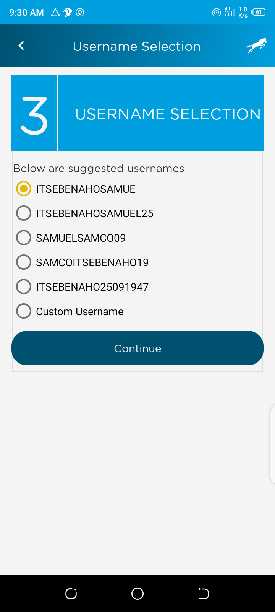 9:30 AM
Username Selection
3
USERNAME SELECTION
Below are suggested usernames
ITSEBENAHOSAMUE
ITSEBENAHOSAMUEL25
SAMUELSAMCO09
SAMCOITSEBENAHO19
ITSEBENAHO25091947
Custom Username
Continue